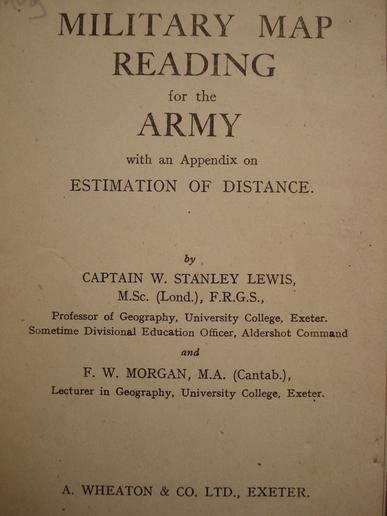 MILITARY MAP
READING
for the
ARMY
with an Appendix on
ESTIMATION OF DISTANCE.
by
CAPTAIN W. STANLEY LEWIS,
M.Sc. (Lond.), F.R.G.S.,
Professor of Geography, University College, Exeter.
Sometime Divisional Education Officer, Aldershot Command
and
F. W. MORGAN, M.A. (Cantab.),
Lecturer in Geography, University College, Exeter.
A. WHEATON & CO. LTD., EXETER.